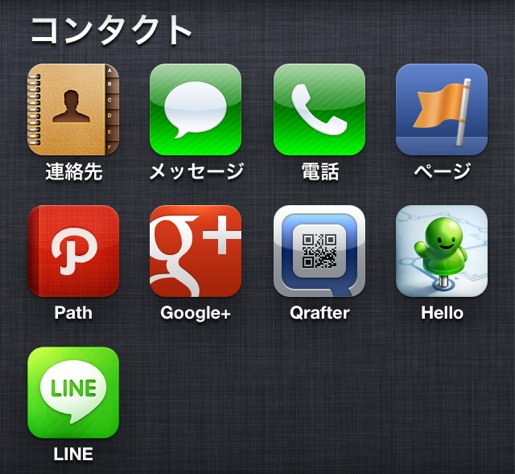 コンタクト
連絡先
メッセージ
電話
ページ
Path
g+
Google+
Qrafter
Hello
LINE
LINE